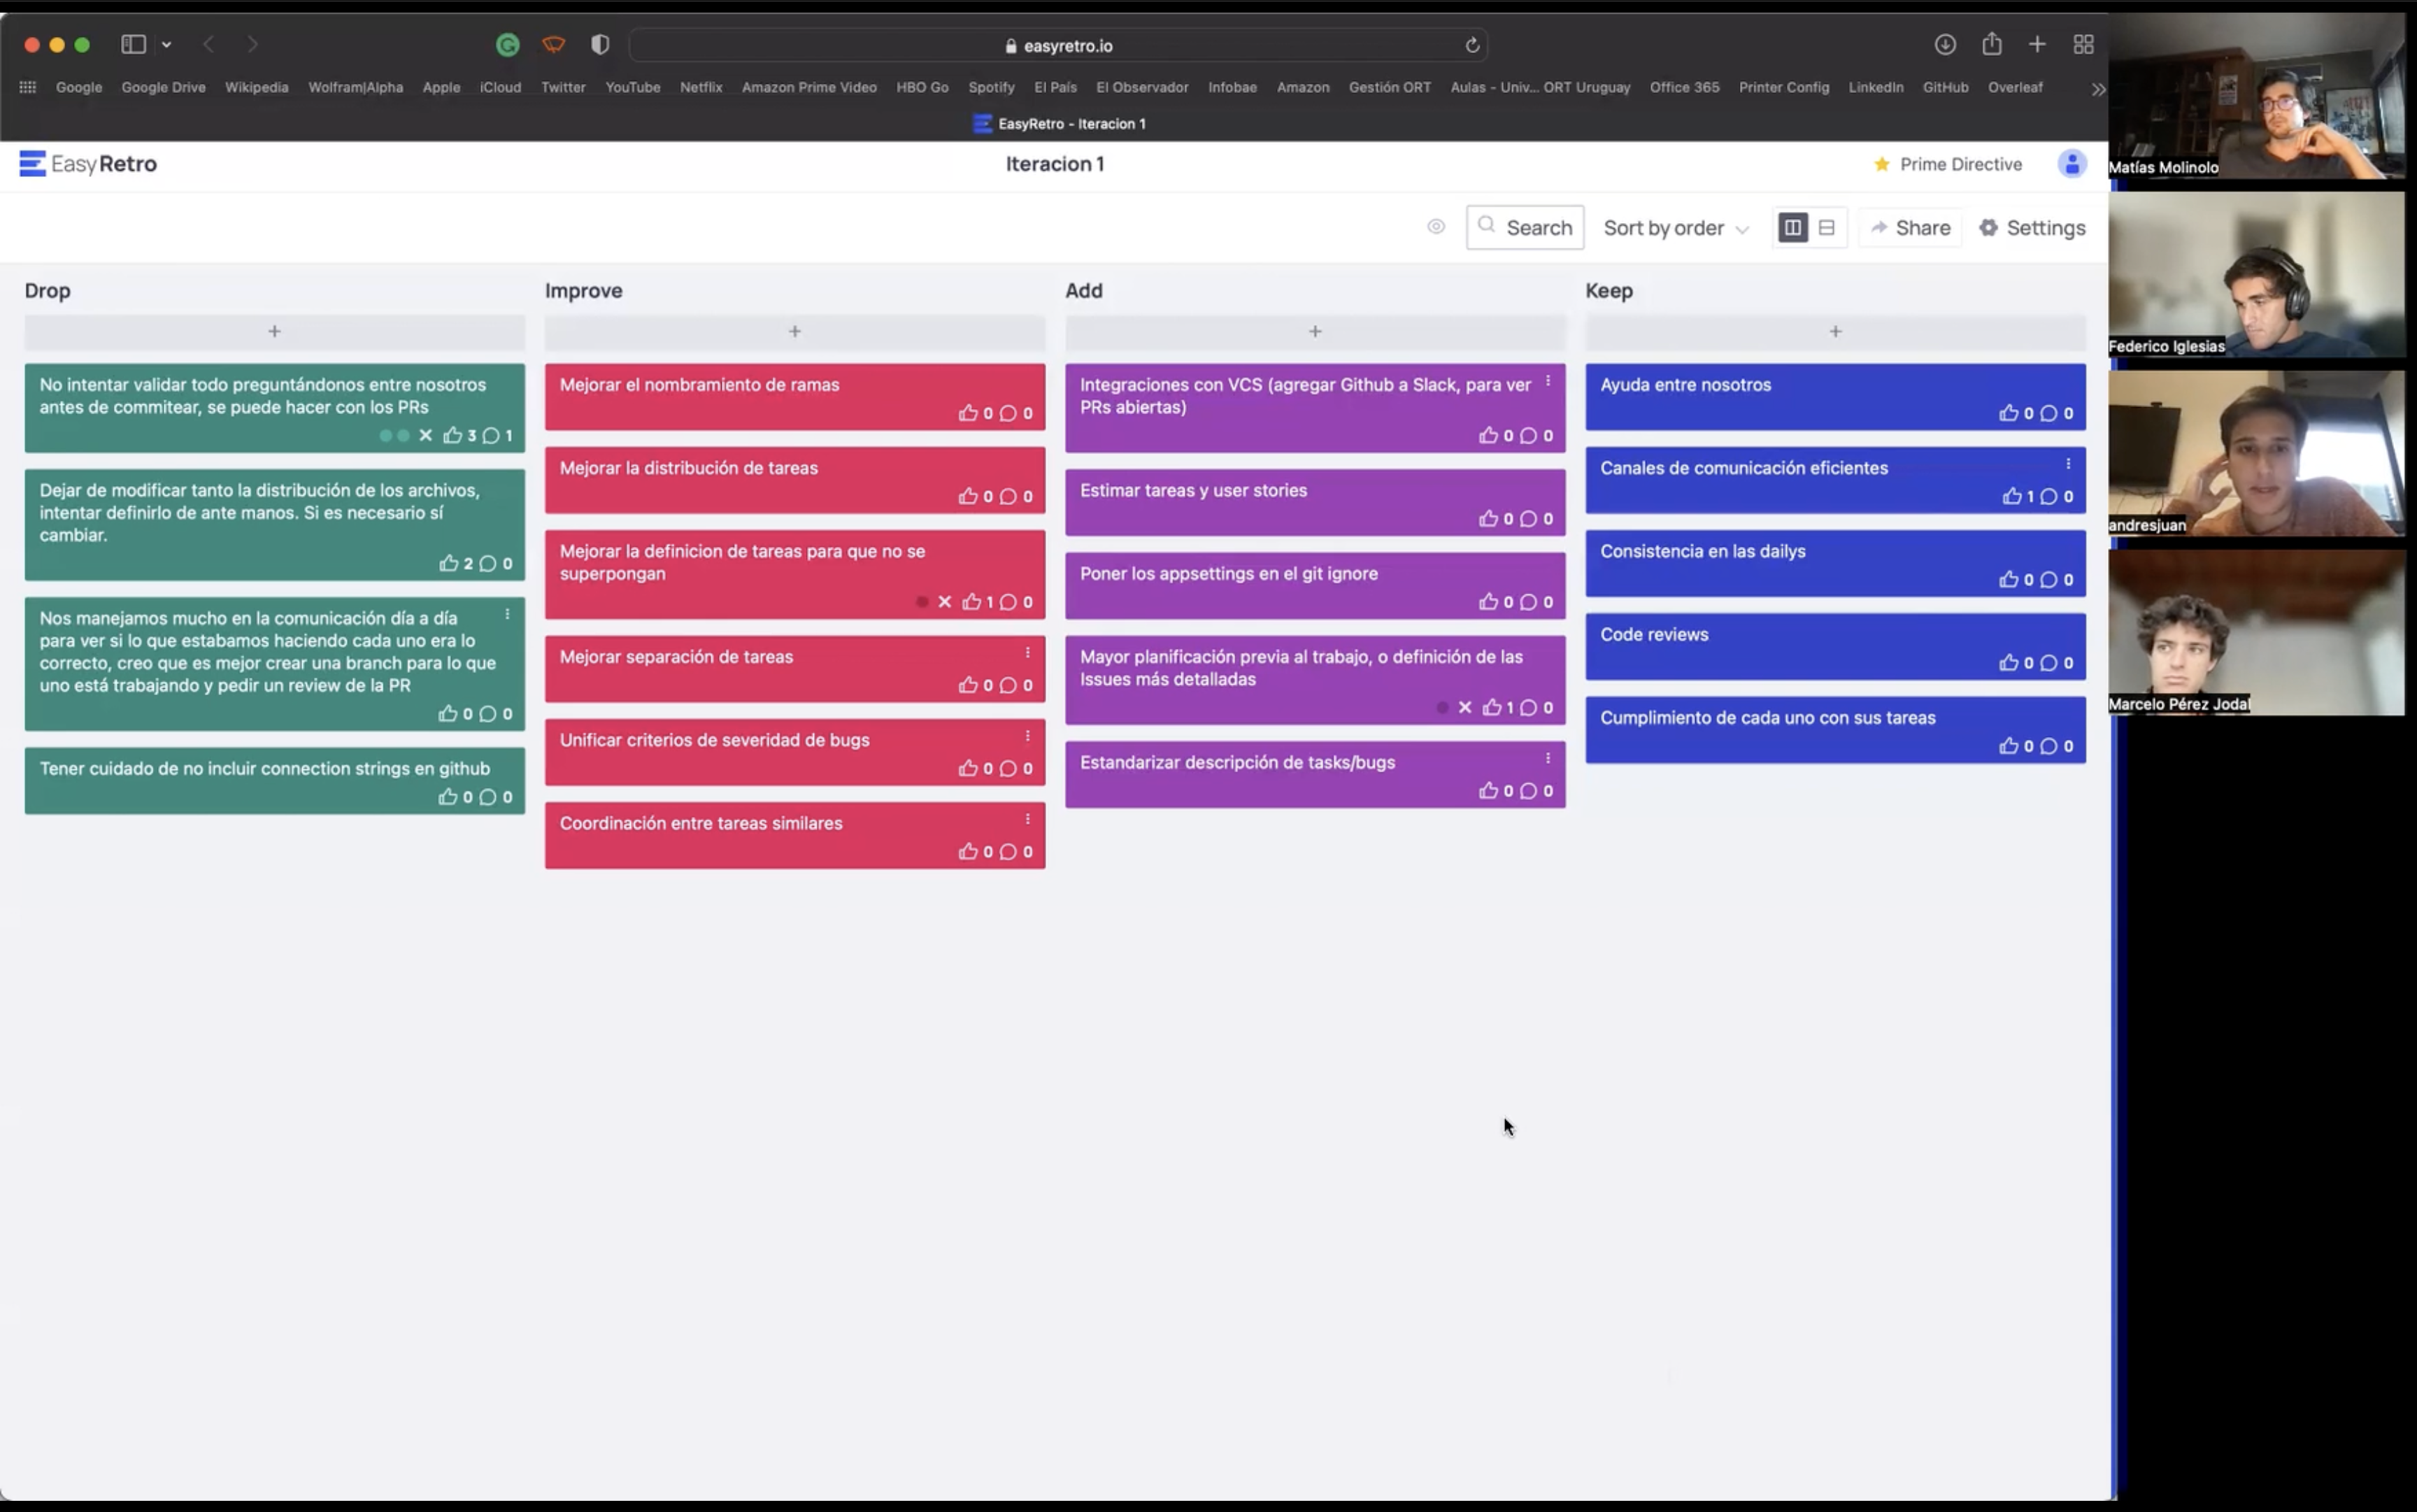 easyretro.io
Google Google Drive Wikipedia Wolfram|Alpha Apple iCloud Twitter YouTube Netflix Amazon Prime Video HBO Go Spotify El País El Observador Infobae Amazon Gestión ORT Aulas - Univ... ORT Uruguay Office 365 Printer Config LinkedIn GitHub Overleaf
EasyRetro - Iteracion 1
EasyRetro
Iteracion 1
Prime Directive
Search
Sort by order
Share
Settings
Drop
+
No intentar validar todo preguntándonos entre nosotros
antes de commitear, se puede hacer con los PRs
3 1
Dejar de modificar tanto la distribución de los archivos,
intentar definirlo de ante manos. Si es necesario sí
cambiar.
2 0
Nos manejamos mucho en la comunicación día a día
para ver si lo que estabamos haciendo cada uno era lo
correcto, creo que es mejor crear una branch para lo que
uno está trabajando y pedir un review de la PR
0 0
Tener cuidado de no incluir connection strings en github
0 0
Improve
+
Mejorar el nombramiento de ramas
0 0
Mejorar la distribución de tareas
0 0
Mejorar la definicion de tareas para que no se
superpongan
1 0
Mejorar separación de tareas
0 0
Unificar criterios de severidad de bugs
0 0
Coordinación entre tareas similares
0 0
Add
+
Integraciones con VCS (agregar Github a Slack, para ver
PRs abiertas)
0 0
Estimar tareas y user stories
0 0
Poner los appsettings en el git ignore
0 0
Mayor planificación previa al trabajo, o definición de las
Issues más detalladas
1 0
Estandarizar descripción de tasks/bugs
0 0
Keep
+
Ayuda entre nosotros
0 0
Canales de comunicación eficientes
1 0
Consistencia en las dailys
0 0
Code reviews
0 0
Cumplimiento de cada uno con sus tareas
0 0
Matías Molinolo
Federico Iglesias
andresjuan
Marcelo Pérez Jodal